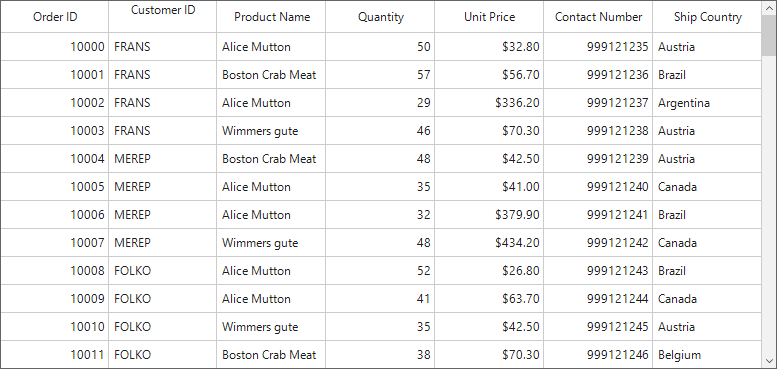 Order ID Customer ID Product Name Quantity Unit Price Contact Number Ship Country
10000 FRANS Alice Mutton 50 $32.80 999121235 Austria
10001 FRANS Boston Crab Meat 57 $56.70 999121236 Brazil
10002 FRANS Alice Mutton 29 $336.20 999121237 Argentina
10003 FRANS Wimmers gute 46 $70.30 999121238 Austria
10004 MEREP Boston Crab Meat 48 $42.50 999121239 Austria
10005 MEREP Alice Mutton 35 $41.00 999121240 Canada
10006 MEREP Alice Mutton 32 $379.90 999121241 Brazil
10007 MEREP Wimmers gute 48 $434.20 999121242 Canada
10008 FOLKO Alice Mutton 52 $26.80 999121243 Brazil
10009 FOLKO Alice Mutton 41 $63.70 999121244 Canada
10010 FOLKO Wimmers gute 35 $42.50 999121245 Austria
10011 FOLKO Boston Crab Meat 38 $70.30 999121246 Belgium